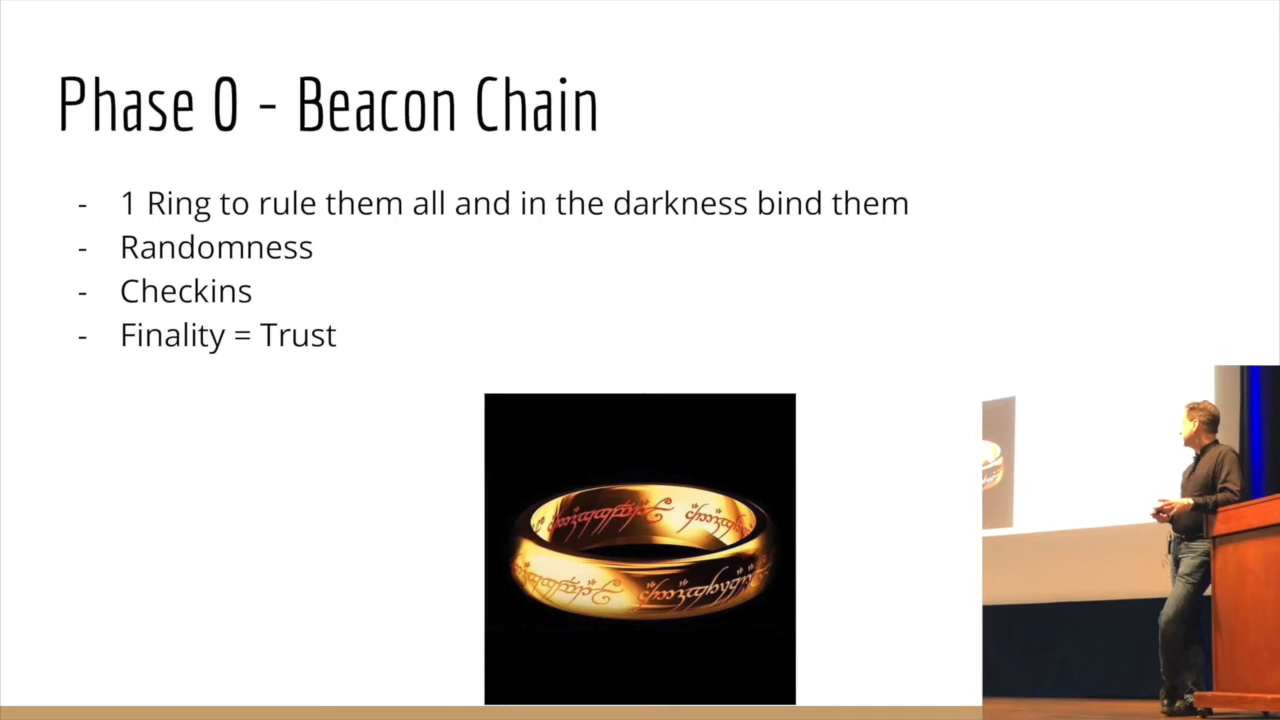 Phase 0 - Beacon Chain
- 1 Ring to rule them all and in the darkness bind them
- Randomness
- Checkins
- Finality = Trust